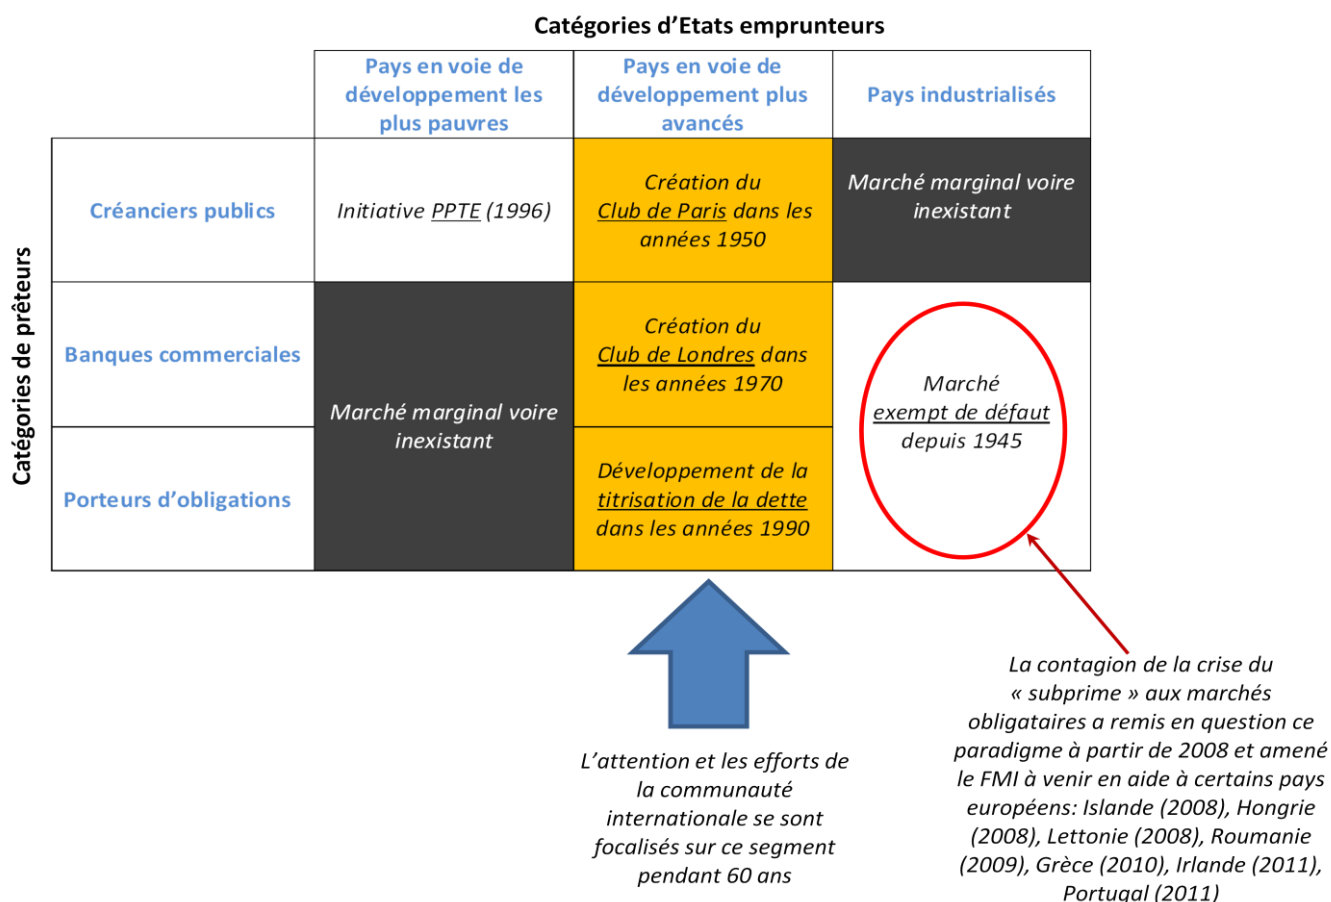 Catégories d’Etats emprunteurs
Pays en voie de
développement les
plus pauvres
Pays en voie de
développement plus
avancés
Pays industrialisés
Catégories de prêteurs
Créanciers publics
Initiative PPTE (1996)
Création du
Club de Paris dans les
années 1950
Marché marginal voire
inexistant
Banques commerciales
Marché marginal voire
inexistant
Création du
Club de Londres dans
les années 1970
Marché
exempt de défaut
depuis 1945
Porteurs d’obligations
Développement de la
titrisation de la dette
dans les années 1990
L’attention et les efforts de
la communauté
internationale se sont
focalisés sur ce segment
pendant 60 ans
La contagion de la crise du
« subprime » aux marchés
obligataires a remis en question ce
paradigme à partir de 2008 et amené
le FMI à venir en aide à certains pays
européens: Islande (2008), Hongrie
(2008), Lettonie (2008), Roumanie
(2009), Grèce (2010), Irlande (2011),
Portugal (2011)